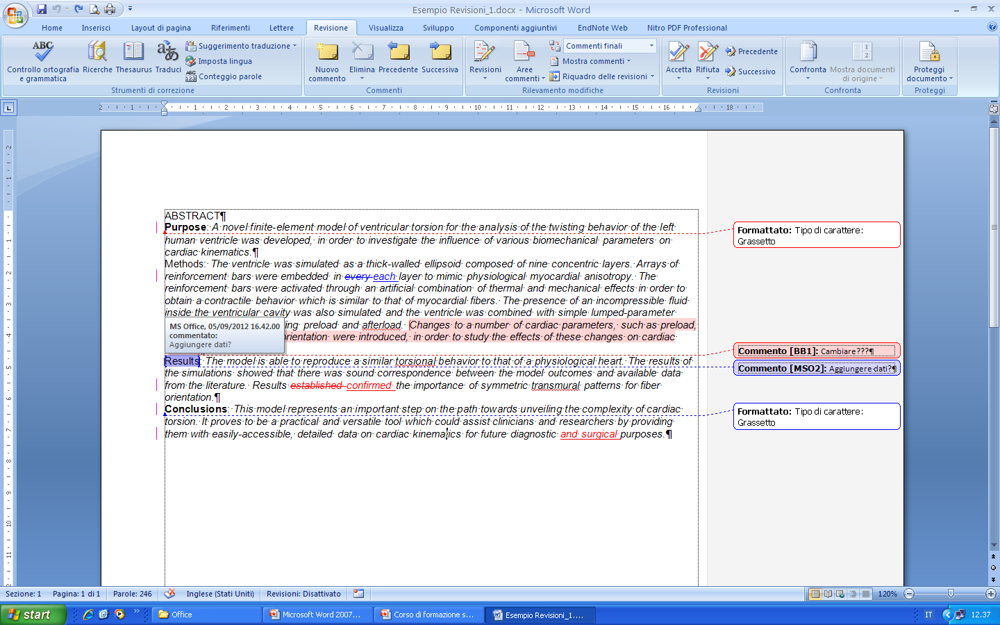 Esempio Revisioni_1.docx - Microsoft Word
Home Inserisci Layout di pagina Riferimenti Lettere Revisione Visualizza Sviluppo Componenti aggiuntivi EndNote Web Nitro PDF Professional
ABC
Controllo ortografia e grammatica
Ricerche
Thesaurus
Traduci
Suggerimento traduzione
Imposta lingua
ABC 123 Conteggio parole
Strumenti di correzione
Nuovo commento
Elimina
Precedente
Successiva
Commenti
Revisioni
Aree commenti
Commenti finali
Mostra commenti
Riquadro delle revisioni
Rilevamento modifiche
Accetta
Rifiuta
Precedente
Successivo
Revisioni
Confronta
Mostra documenti di origine
Confronta
Proteggi documento
Proteggi
2 1 1 2 3 4 5 6 7 8 9 10 11 12 13 14 15 16 18
2 1 1 2 3 4 5 6 7 8 9 10 11
ABSTRACT¶
Purpose: A novel finite-element model of ventricular torsion for the analysis of the twisting behavior of the left
human ventricle was developed, in order to investigate the influence of various biomechanical parameters on
cardiac kinematics.¶
Methods: The ventricle was simulated as a thick-walled ellipsoid composed of nine concentric layers. Arrays of
reinforcement bars were embedded in every each layer to mimic physiological myocardial anisotropy. The
reinforcement bars were activated through an artificial combination of thermal and mechanical effects in order to
obtain a contractile behavior which is similar to that of myocardial fibers. The presence of an incompressible fluid
inside the ventricular cavity was also simulated and the ventricle was combined with simple lumped-parameter
ing preload and afterload. Changes to a number of cardiac parameters, such as preload,
orientation were introduced, in order to study the effects of these changes on cardiac
MS Office, 05/09/2012 16.42.00
commentato:
Aggiungere dati?
Results: The model is able to reproduce a similar torsional behavior to that of a physiological heart. The results of
the simulations showed that there was sound correspondence between the model outcomes and available data
from the literature. Results established confirmed the importance of symmetric transmural patterns for fiber
orientation.¶
Conclusions: This model represents an important step on the path towards unveiling the complexity of cardiac
torsion. It proves to be a practical and versatile tool which could assist clinicians and researchers by providing
them with easily-accessible, detailed data on cardiac kinematics for future diagnostic and surgical purposes.¶
Formattato: Tipo di carattere:
Grassetto
Commento [BB1]: Cambiare???¶
Commento [MSO2]: Aggiungere dati?¶
Formattato: Tipo di carattere:
Grassetto
Sezione: 1 Pagina: 1 di 1 Parole: 246 Inglese (Stati Uniti) Revisioni: Disattivato 120%
start Office Microsoft Word 2007... Corso di formazione s... Esempio Revisioni_1.... IT 12.37